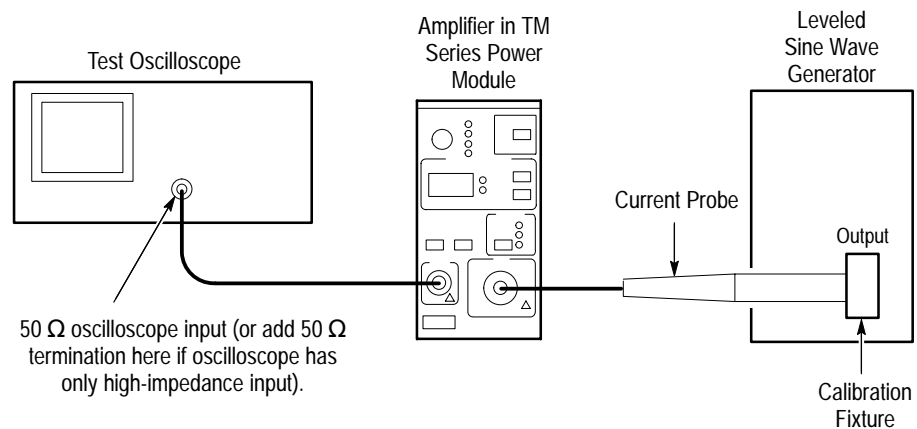 Amplifier in TM
Series Power
Module
Leveled
Sine Wave
Generator
Test Oscilloscope
Current Probe
Output
50 Ω oscilloscope input (or add 50 Ω
termination here if oscilloscope has
only high-impedance input).
Calibration
Fixture